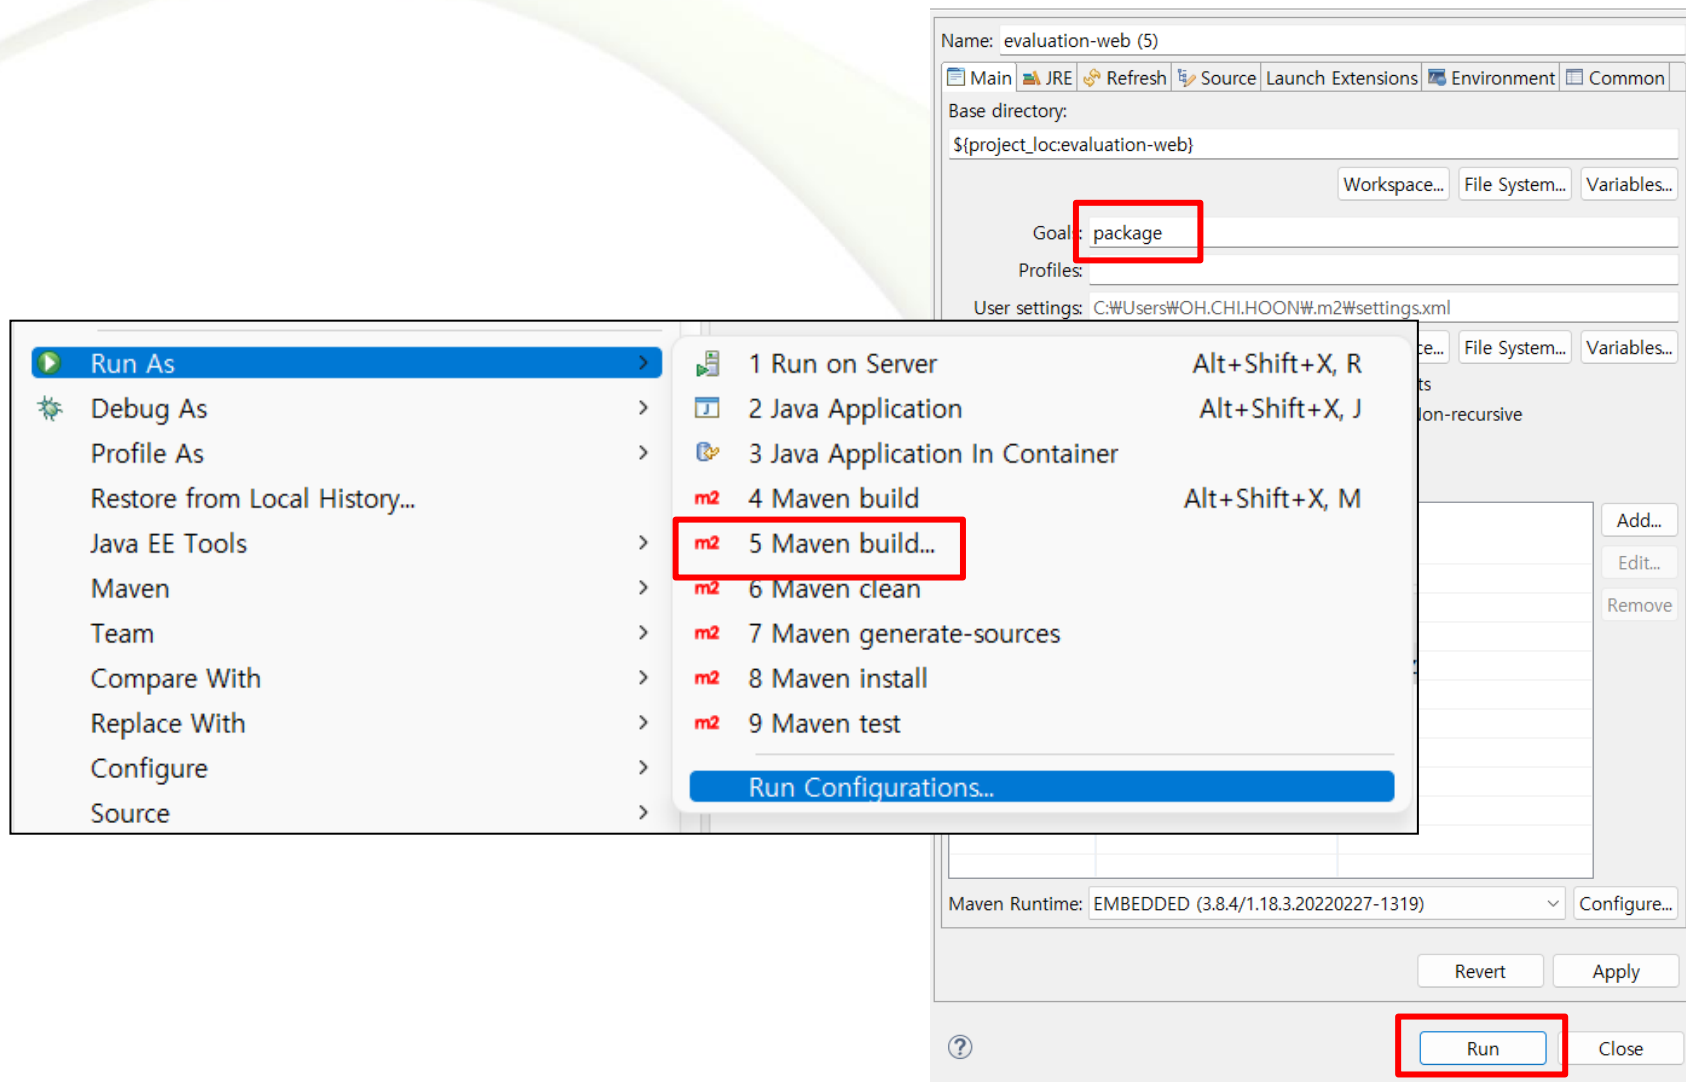 Name: evaluation-web (5)
Main JRE Refresh Source Launch Extensions Environment Common
Base directory:
${project_loc:evaluation-web}
Workspace... File System... Variables...
Goals: package
Profiles:
User settings: C:₩Users₩OH.CHI.HOON₩.m2₩settings.xml
File System... Variables...
Non-recursive
Add...
Edit...
Remove
Run As
Debug As
Profile As
Restore from Local History...
Java EE Tools
Maven
Team
Compare With
Replace With
Configure
Source
1 Run on Server Alt+Shift+X, R
2 Java Application Alt+Shift+X, J
3 Java Application In Container
m2 4 Maven build Alt+Shift+X, M
m2 5 Maven build...
m2 6 Maven clean
m2 7 Maven generate-sources
m2 8 Maven install
m2 9 Maven test
Run Configurations...
Maven Runtime: EMBEDDED (3.8.4/1.18.3.20220227-1319) Configure...
Revert Apply
Run Close